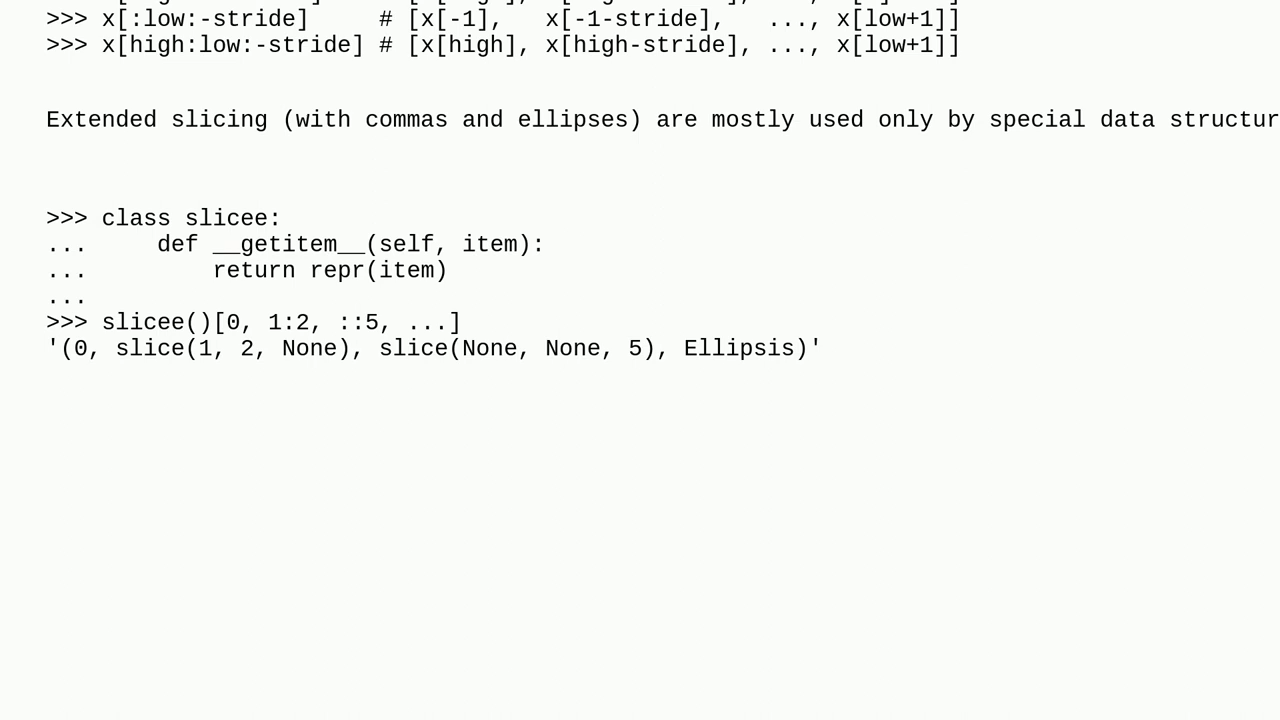 >>> x[:low:-stride]     # [x[-1],   x[-1-stride],   ..., x[low+1]]
>>> x[high:low:-stride] # [x[high], x[high-stride], ..., x[low+1]]
Extended slicing (with commas and ellipses) are mostly used only by special data structur
>>> class slicee:
...     def __getitem__(self, item):
...         return repr(item)
...
>>> slicee()[0, 1:2, ::5, ...]
'(0, slice(1, 2, None), slice(None, None, 5), Ellipsis)'